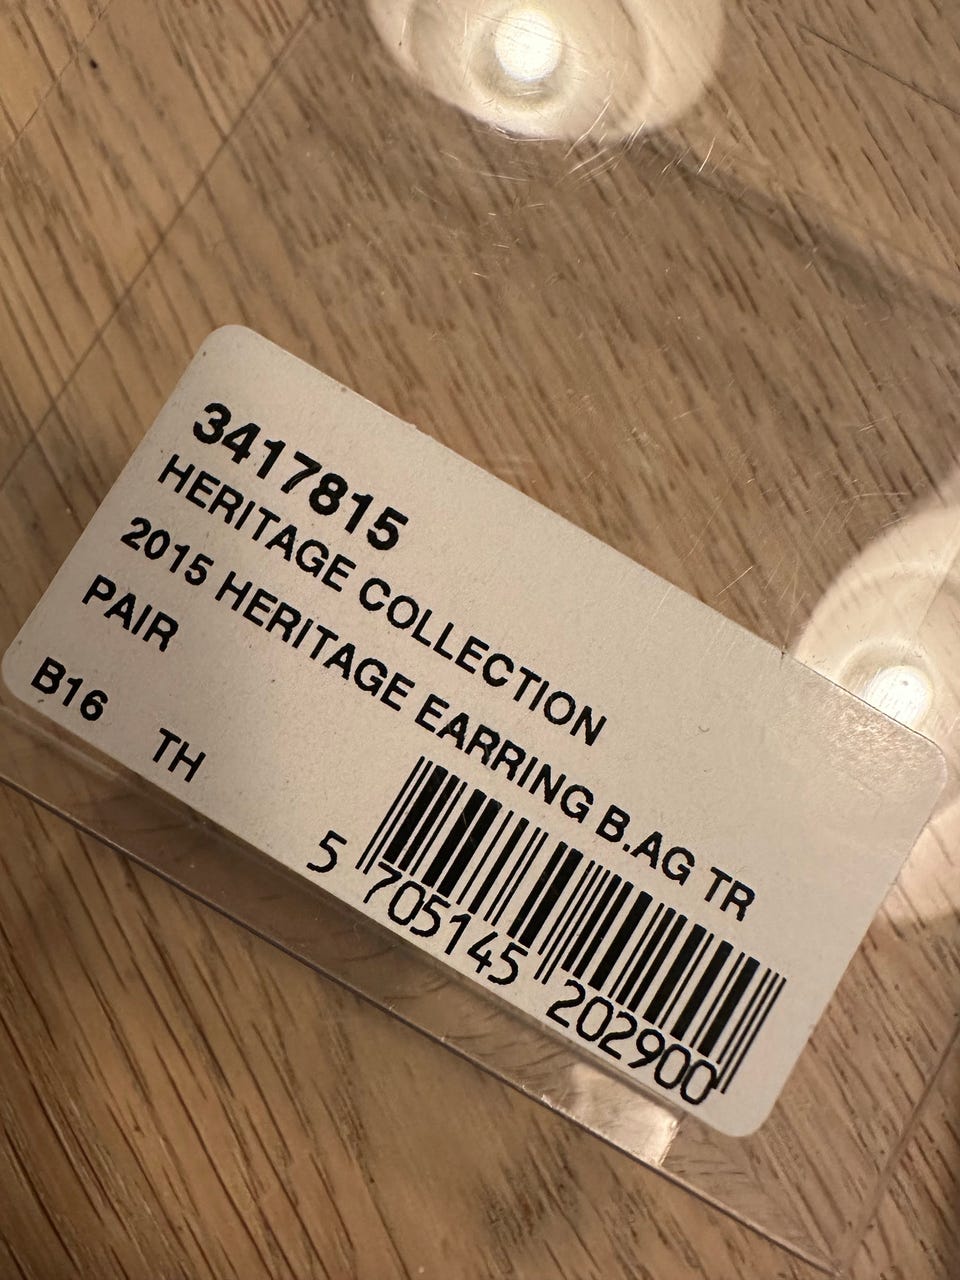 3417815
HERITAGE COLLECTION
2015 HERITAGE EARRING B.AG TR
PAIR
B16 TH
5 705145 202900